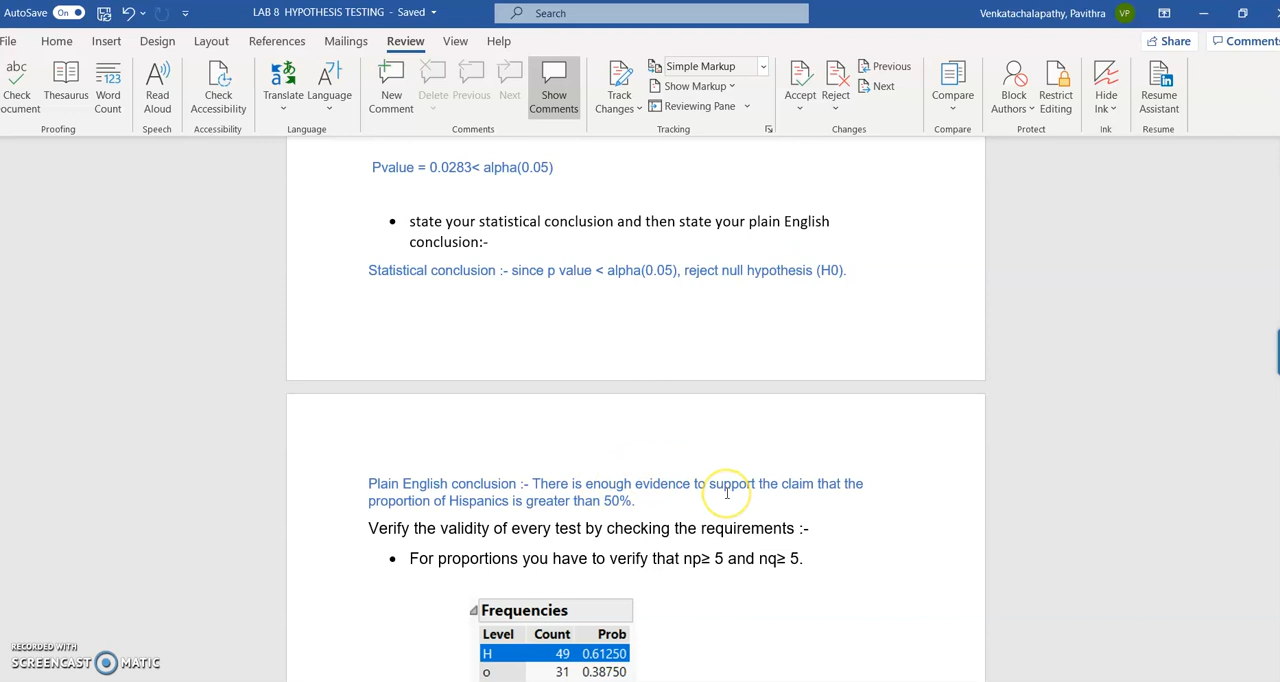 AutoSave On LAB 8 HYPOTHESIS TESTING - Saved Search Venkatachalapathy, Pavithra VP
File Home Insert Design Layout References Mailings Review View Help Share Comments
abc Check Document Thesaurus 123 Word Count Read Aloud Check Accessibility Translate Language New Comment Delete Previous Next Show Comments Track Changes Simple Markup Show Markup Reviewing Pane Accept Reject Previous Next Compare Block Authors Restrict Editing Hide Ink Resume Assistant
Proofing Speech Accessibility Language Comments Tracking Changes Compare Protect Ink Resume
Pvalue = 0.0283< alpha(0.05)
• state your statistical conclusion and then state your plain English
conclusion:-
Statistical conclusion :- since p value < alpha(0.05), reject null hypothesis (H0).
Plain English conclusion :- There is enough evidence to support the claim that the
proportion of Hispanics is greater than 50%.
Verify the validity of every test by checking the requirements :-
• For proportions you have to verify that np≥ 5 and nq≥ 5.
Frequencies
Level Count Prob
H 49 0.61250
o 31 0.38750
RECORDED WITH
SCREENCAST MATIC